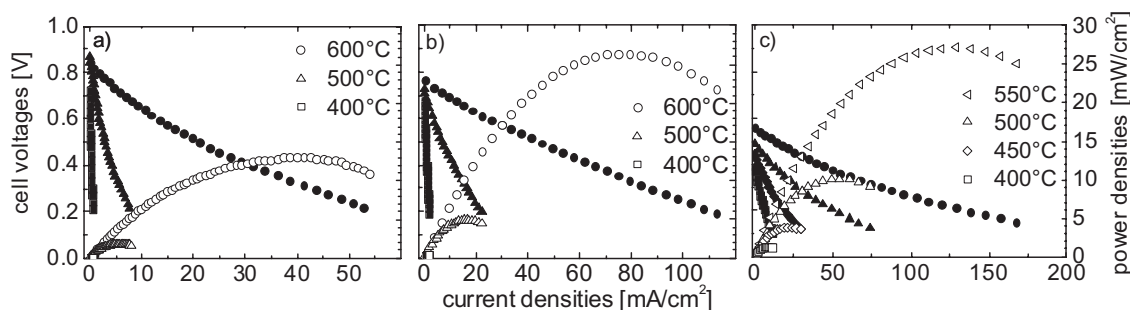 cell voltages [V]
1.0
0.8
0.6
0.4
0.2
0.0
a)
600°C
500°C
400°C
0 10 20 30 40 50
b)
600°C
500°C
400°C
0 20 40 60 80 100
c)
550°C
500°C
450°C
400°C
0 50 100 150 200
30
25
20
15
10
5
0
power densities [mW/cm²]
current densities [mA/cm²]